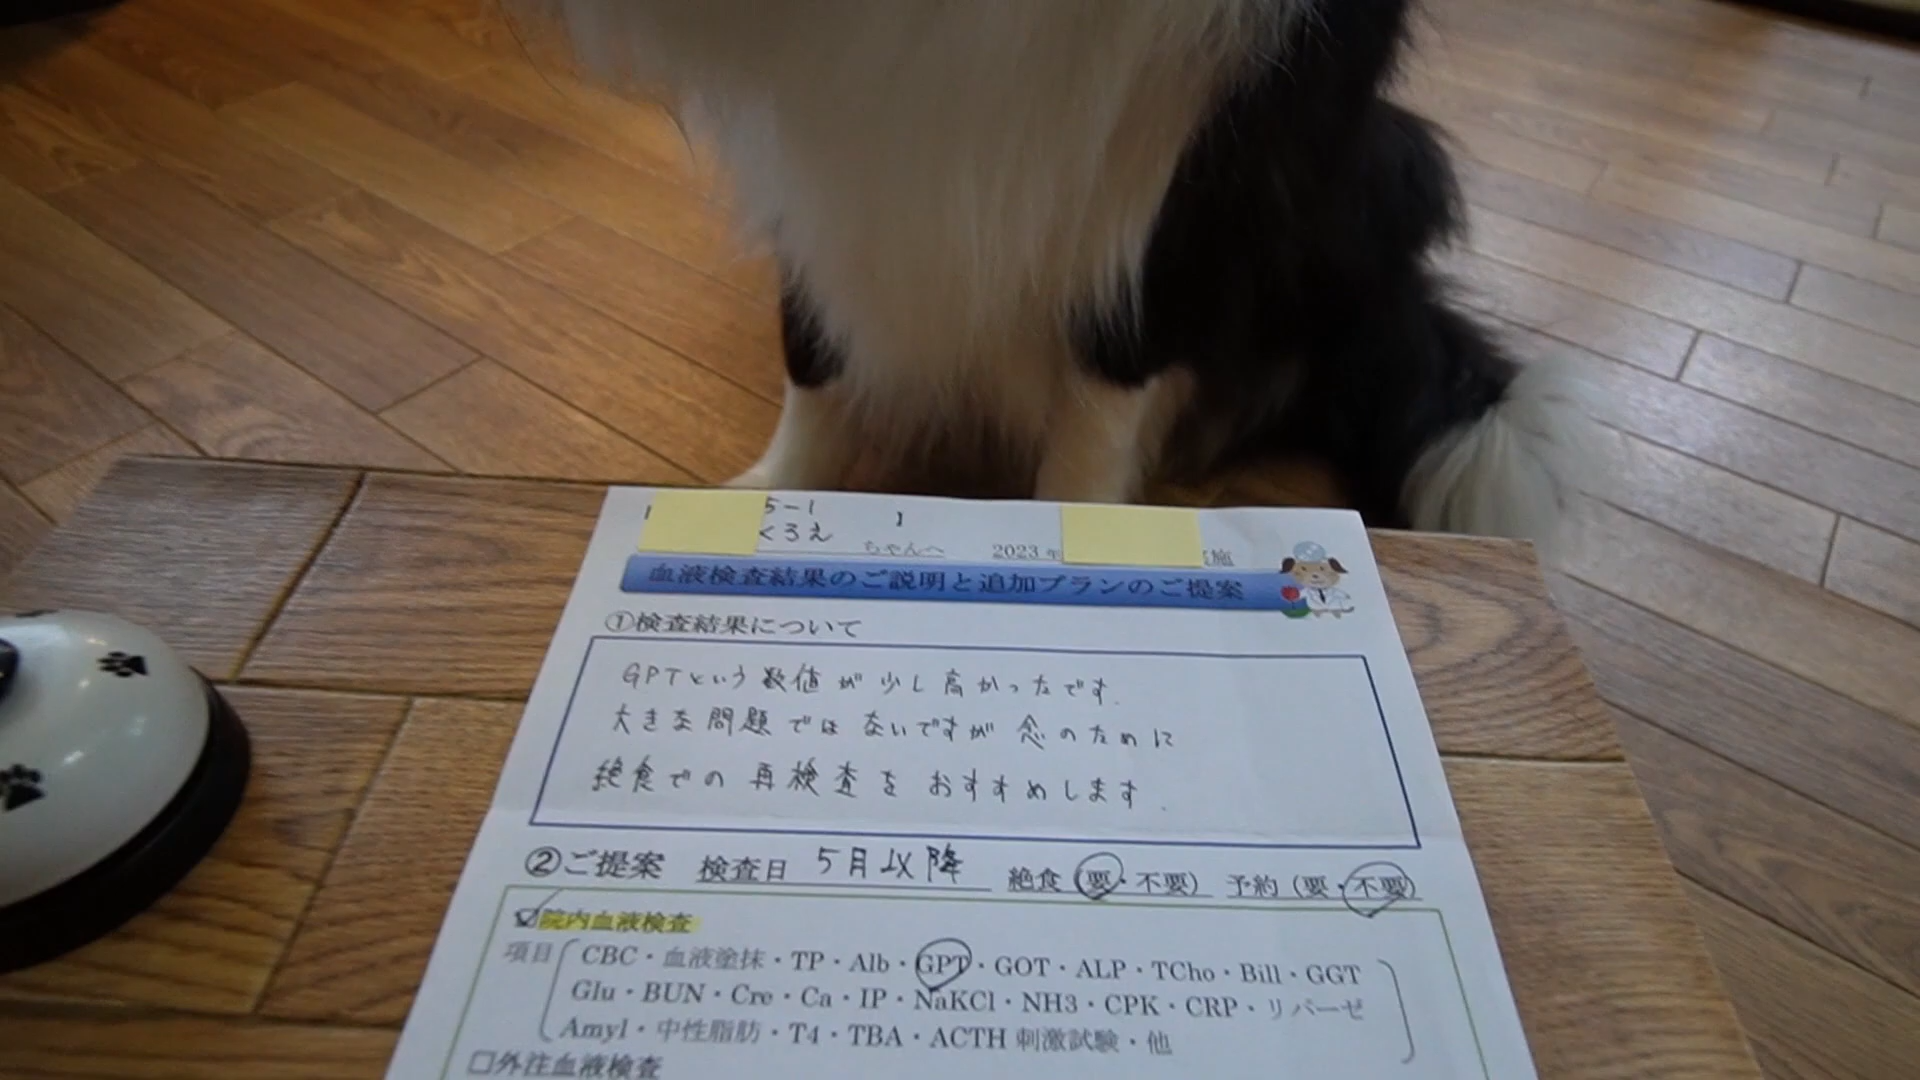 5-1
くろえ ちゃんへ 2023年 実施
血液検査結果のご説明と追加プランのご提案
①検査結果について
GPTという数値が少し高かったです.
大きな問題ではないですが 念のために
絶食での再検査をおすすめします.
②ご提案 検査日 5月以降 絶食(要・不要) 予約(要・不要)
院内血液検査
項目 CBC・血液塗抹・TP・Alb・GPT・GOT・ALP・TCho・Bill・GGT
Glu・BUN・Cre・Ca・IP・NaKCl・NH3・CPK・CRP・リパーゼ
Amyl・中性脂肪・T4・TBA・ACTH 刺激試験・他
□外注血液検査